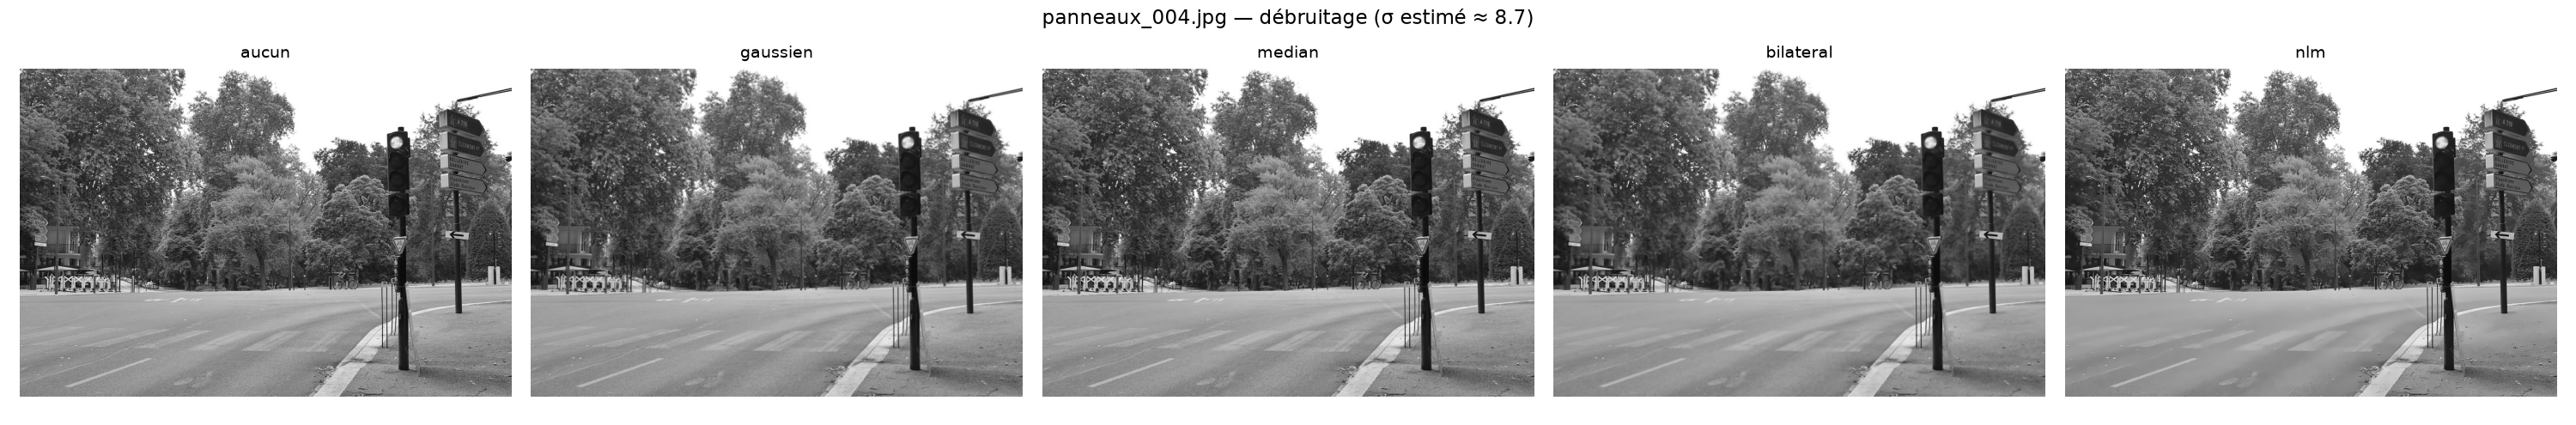 panneaux_004.jpg — débruitage (σ estimé ≈ 8.7)
aucun
gaussien
median
bilateral
nlm